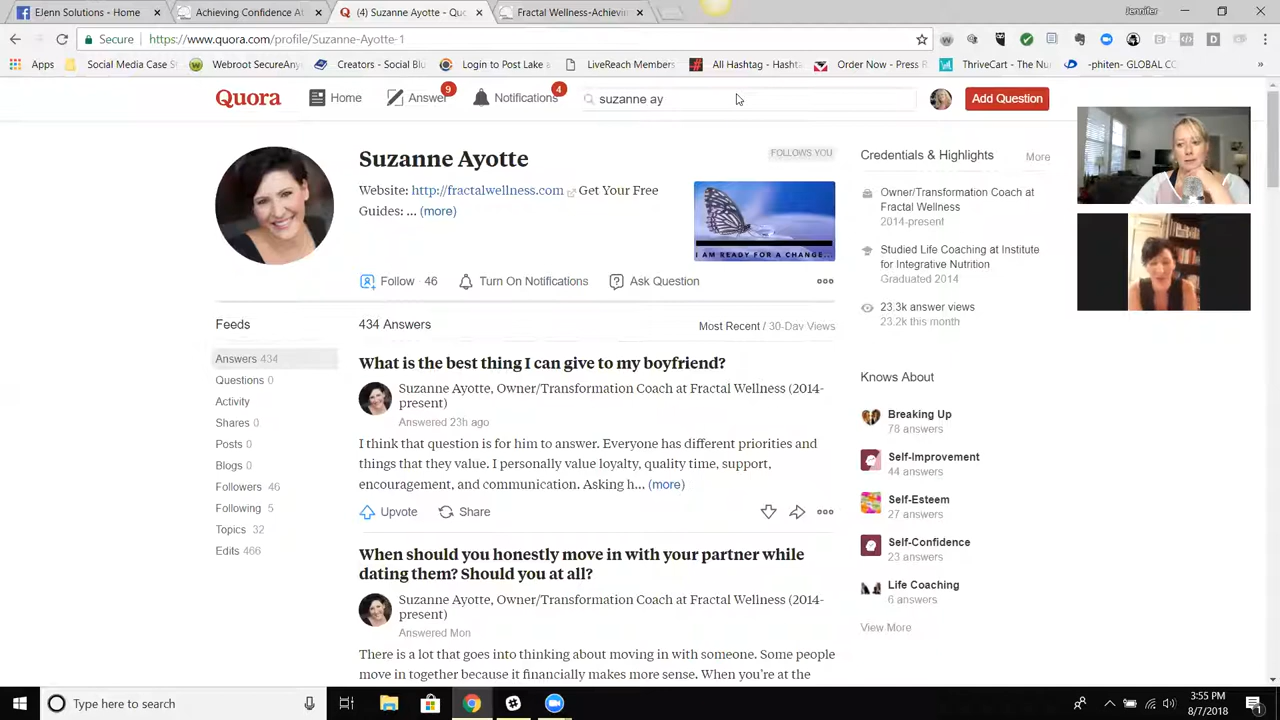 Elenn Solutions - Home
Achieving Confidence A
(4) Suzanne Ayotte - Quo
Fractal Wellness-Achievin
Jennifer
Secure
https://www.quora.com/profile/Suzanne-Ayotte-1
Apps
Social Media Case S
Webroot SecureAny
Creators - Social Blu
Login to Post Lake
LiveReach Members
All Hashtag - Hashta
Order Now - Press R
ThriveCart - The No
-phiten- GLOBAL CO
Quora
Home
Answer
9
Notifications
4
suzanne ay
Add Question
Suzanne Ayotte
FOLLOWS YOU
Website: http://fractalwellness.com Get Your Free
Guides: ... (more)
I AM READY FOR A CHANGE...
Follow · 46
Turn On Notifications
Ask Question
Credentials & Highlights
More
Owner/Transformation Coach at
Fractal Wellness
2014-present
Studied Life Coaching at Institute
for Integrative Nutrition
Graduated 2014
23.3k answer views
23.2k this month
Feeds
Answers 434
Questions 0
Activity
Shares 0
Posts 0
Blogs 0
Followers 46
Following 5
Topics 32
Edits 466
434 Answers
Most Recent / 30-Day Views
What is the best thing I can give to my boyfriend?
Suzanne Ayotte, Owner/Transformation Coach at Fractal Wellness (2014-
present)
Answered 23h ago
I think that question is for him to answer. Everyone has different priorities and
things that they value. I personally value loyalty, quality time, support,
encouragement, and communication. Asking h... (more)
Upvote
Share
When should you honestly move in with your partner while
dating them? Should you at all?
Suzanne Ayotte, Owner/Transformation Coach at Fractal Wellness (2014-
present)
Answered Mon
There is a lot that goes into thinking about moving in with someone. Some people
move in together because it financially makes more sense. When you're at the
Knows About
Breaking Up
78 answers
Self-Improvement
44 answers
Self-Esteem
27 answers
Self-Confidence
23 answers
Life Coaching
6 answers
View More
Type here to search
3:55 PM
8/7/2018
1